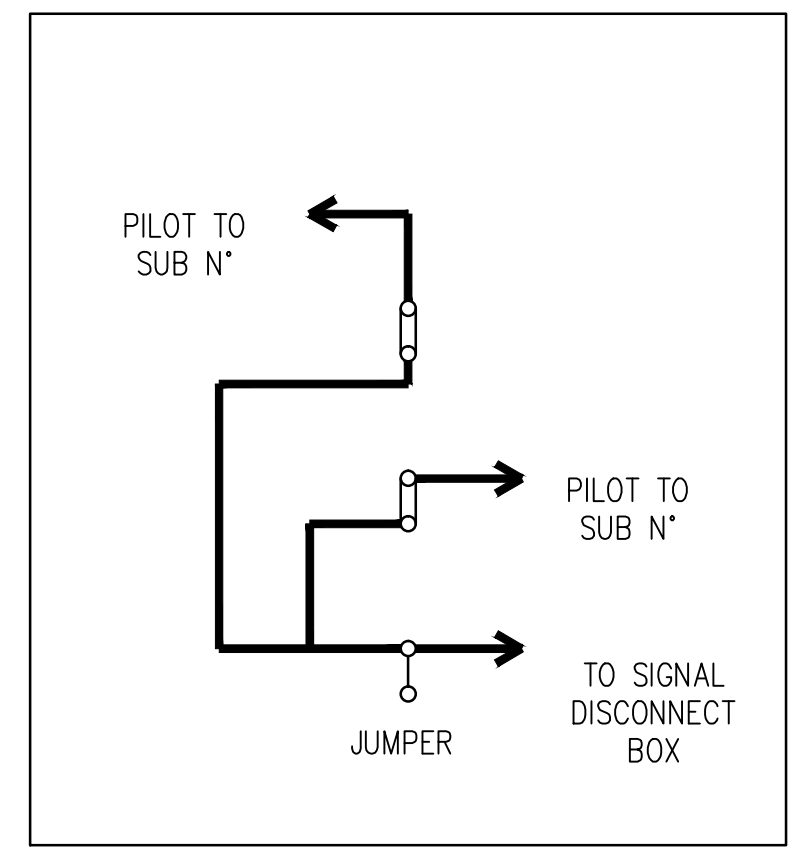 PILOT TO
SUB N°
PILOT TO
SUB N°
TO SIGNAL
DISCONNECT
BOX
JUMPER